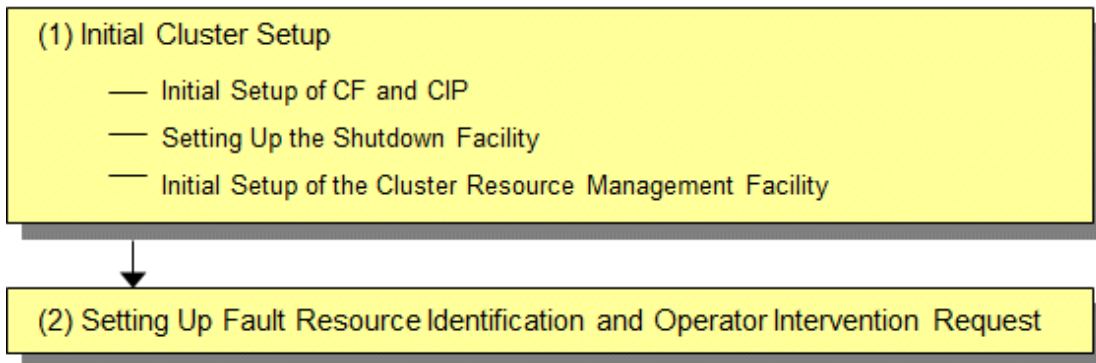 (1) Initial Cluster Setup
Initial Setup of CF and CIP
Setting Up the Shutdown Facility
Initial Setup of the Cluster Resource Management Facility
(2) Setting Up Fault Resource Identification and Operator Intervention Request